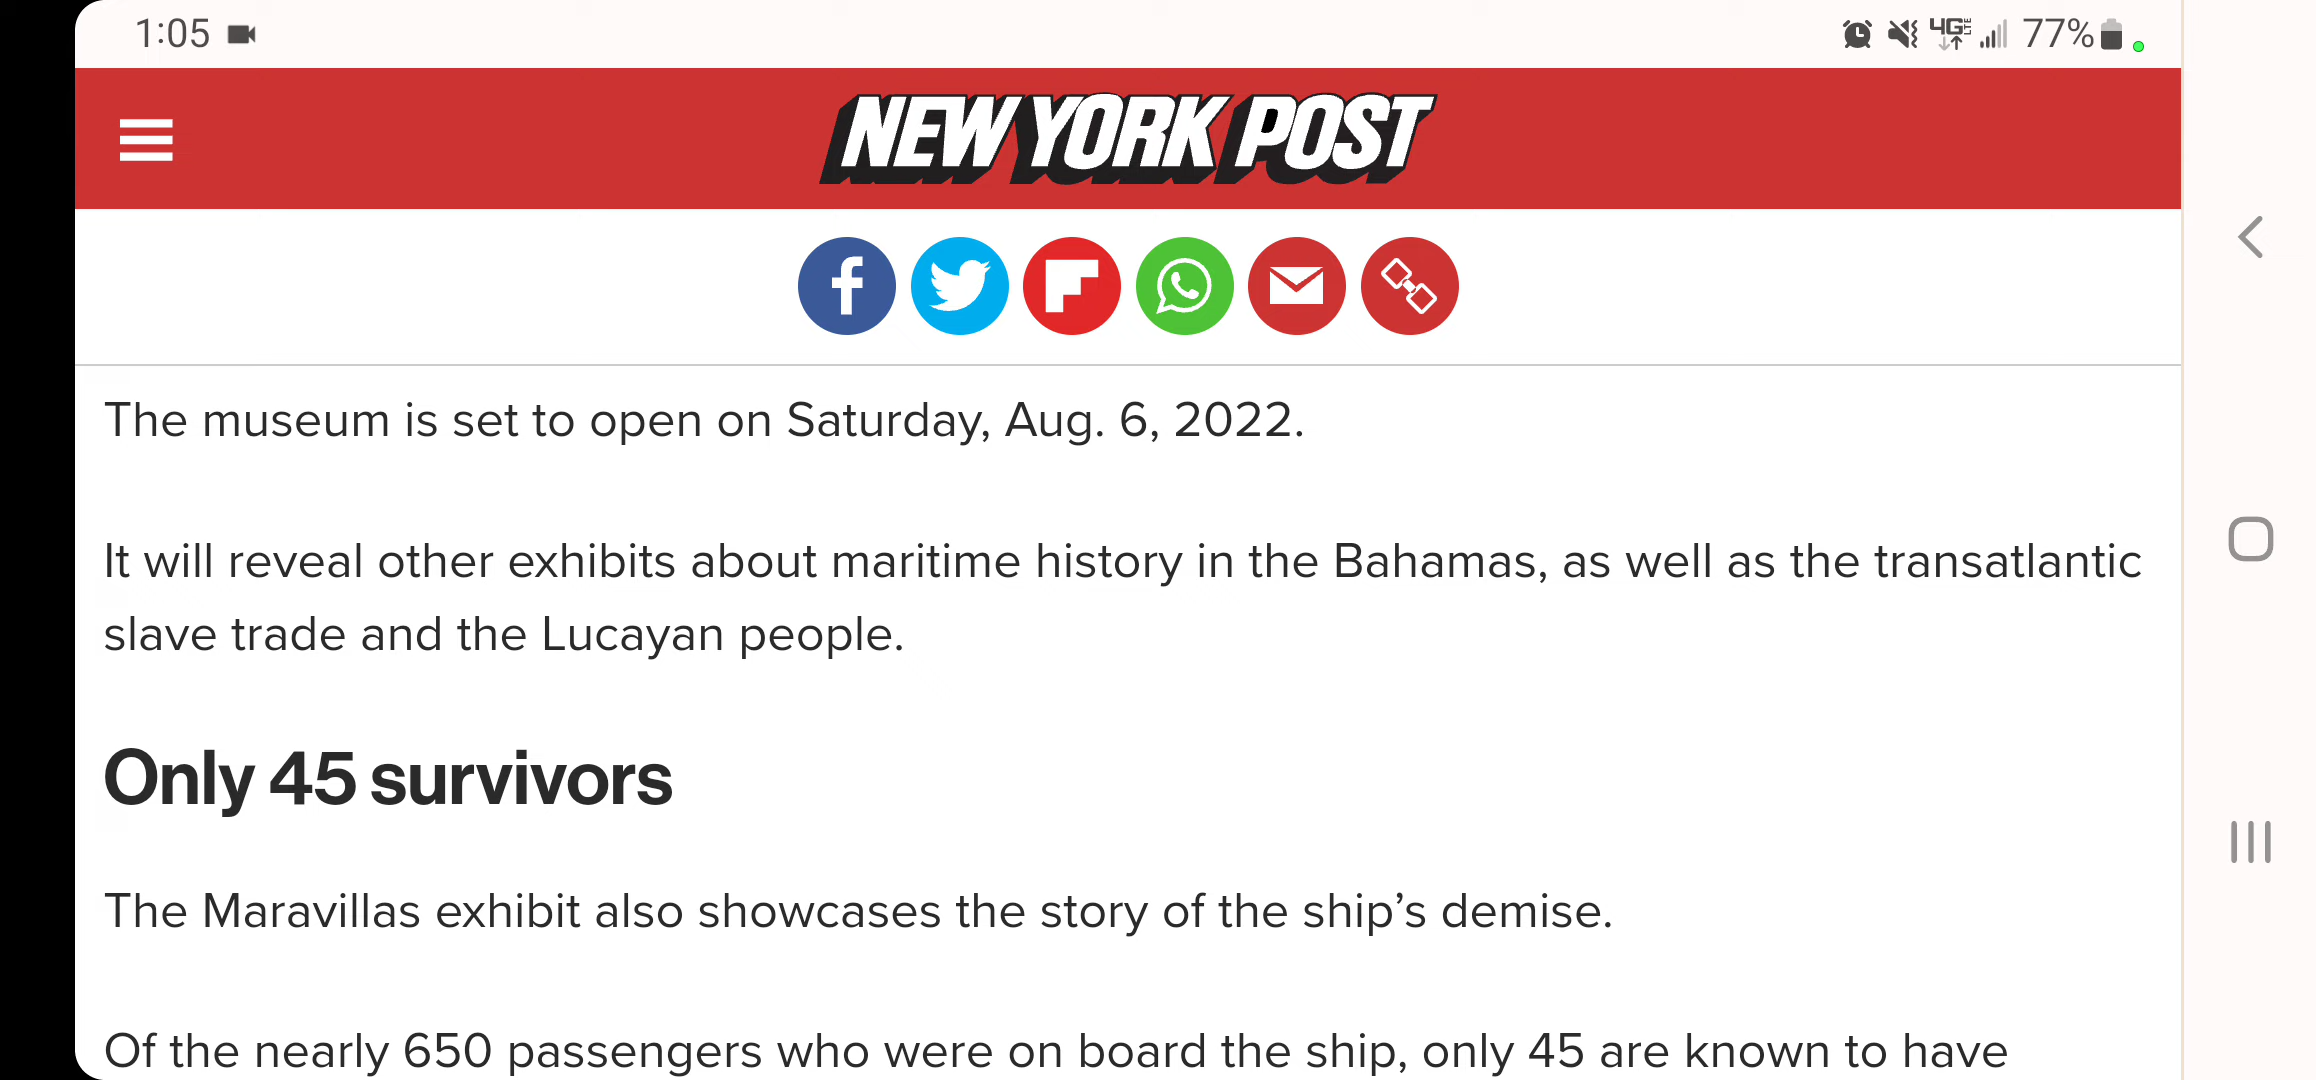 1:05
4G LTE 77%
NEW YORK POST
The museum is set to open on Saturday, Aug. 6, 2022.
It will reveal other exhibits about maritime history in the Bahamas, as well as the transatlantic
slave trade and the Lucayan people.
Only 45 survivors
The Maravillas exhibit also showcases the story of the ship’s demise.
Of the nearly 650 passengers who were on board the ship, only 45 are known to have